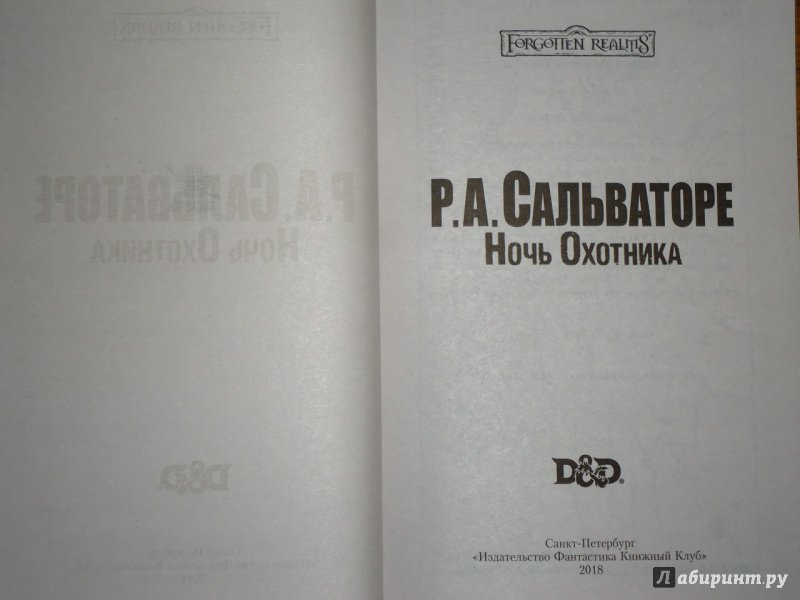 FORGOTTEN REALMS®
Р.А. САЛЬВАТОРЕ
НОЧЬ ОХОТНИКА
D&D®
Санкт-Петербург
«Издательство Фантастика Книжный Клуб»
2018
Лабиринт.ру